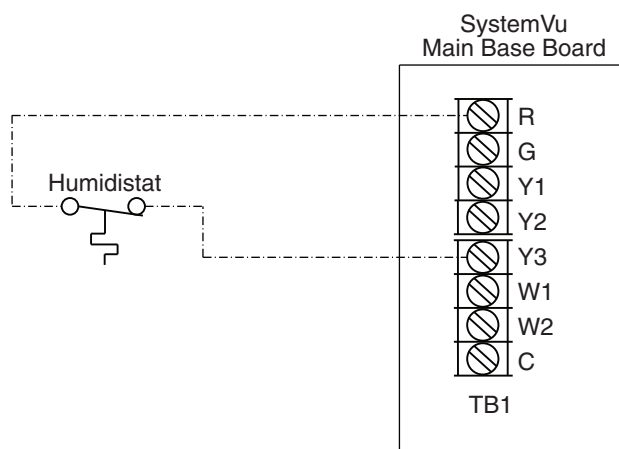 SystemVu
Main Base Board
R
G
Humidistat
Y1
Y2
Y3
W1
W2
C
TB1